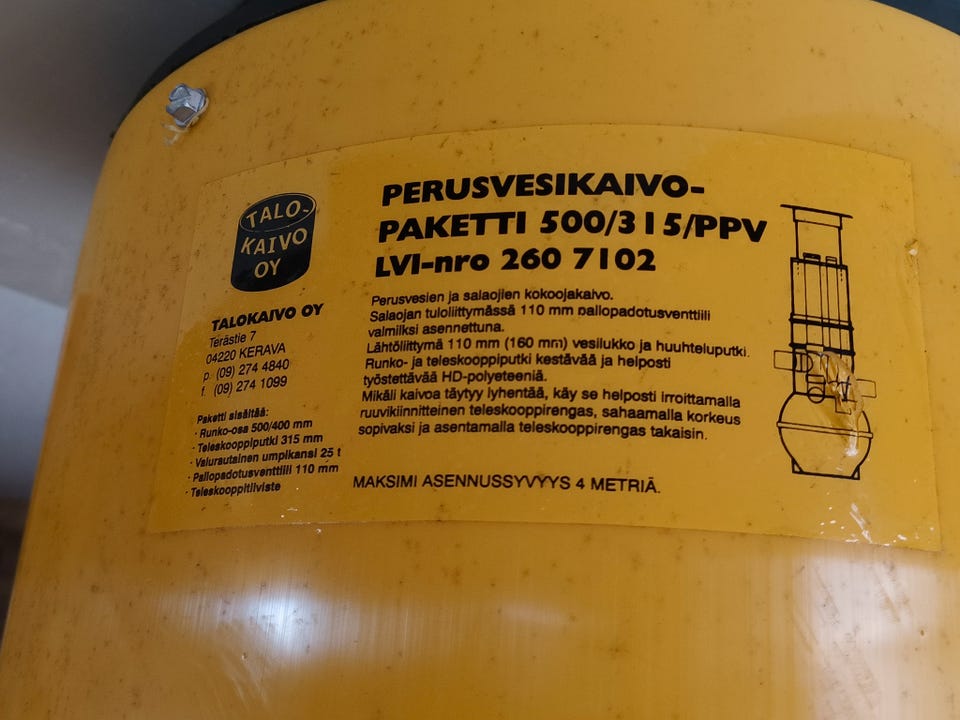 TALO-
KAIVO
OY
TALOKAIVO OY
Terästie 7
04220 KERAVA
p. (09) 274 4840
f. (09) 274 1099
Paketti sisältää:
· Runko-osa 500/400 mm
· Teleskooppiputki 315 mm
· Valurautainen umpikansi 25 t
· Pallopadotusventtiili 110 mm
· Teleskooppitiiviste
PERUSVESIKAIVO-
PAKETTI 500/315/PPV
LVI-nro 260 7102
Perusvesien ja salaojien kokoojakaivo.
Salaojan tuloliittymässä 110 mm pallopadotusventtiili
valmiiksi asennettuna.
Lähtöliittymä 110 mm (160 mm) vesilukko ja huuhteluputki.
Runko- ja teleskooppiputki kestävää ja helposti
työstettävää HD-polyeteeniä.
Mikäli kaivoa täytyy lyhentää, käy se helposti irroittamalla
ruuvikiinnitteinen teleskooppirengas, sahaamalla korkeus
sopivaksi ja asentamalla teleskooppirengas takaisin.
MAKSIMI ASENNUSSYVYYS 4 METRIÄ.